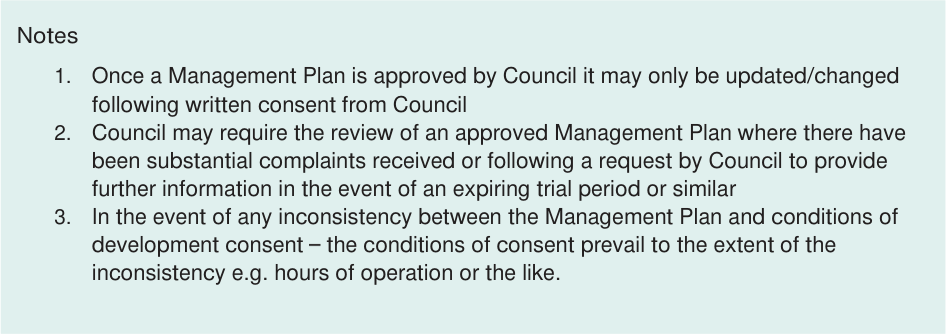 Notes
1. Once a Management Plan is approved by Council it may only be updated/changed
following written consent from Council
2. Council may require the review of an approved Management Plan where there have
been substantial complaints received or following a request by Council to provide
further information in the event of an expiring trial period or similar
3. In the event of any inconsistency between the Management Plan and conditions of
development consent – the conditions of consent prevail to the extent of the
inconsistency e.g. hours of operation or the like.